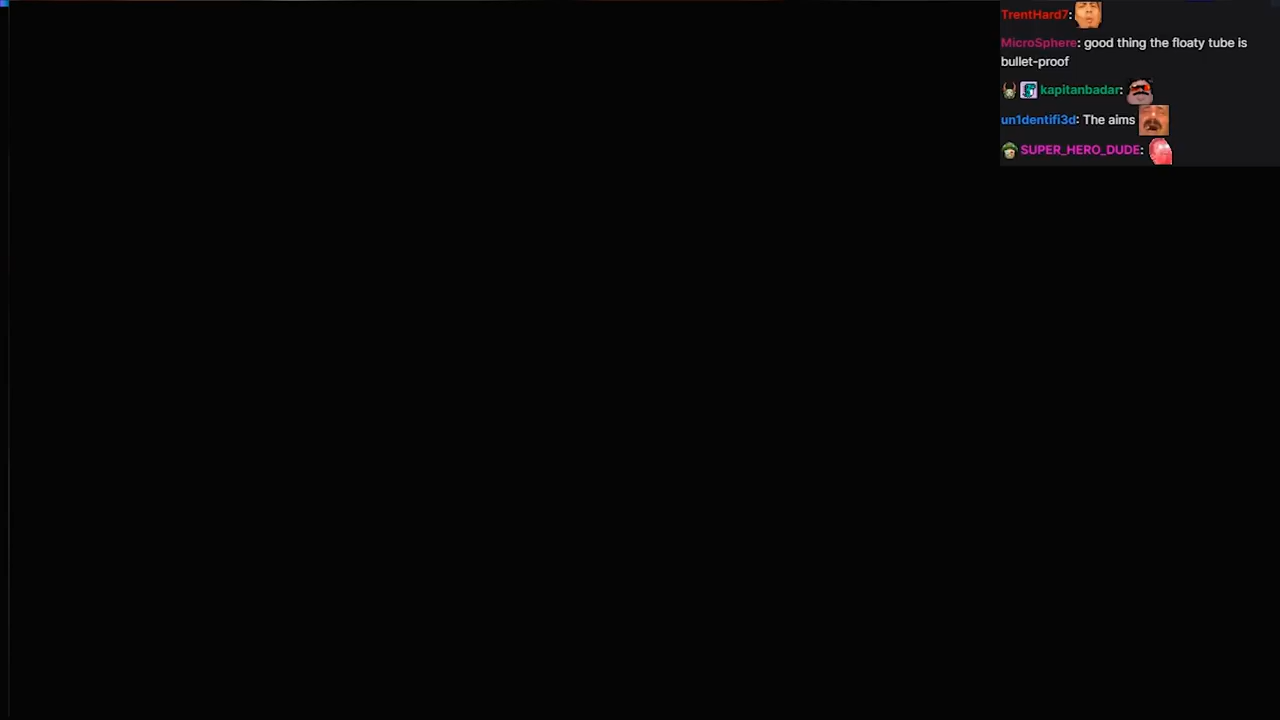 TrentHard7:
MicroSphere: good thing the floaty tube is
bullet-proof
kapitanbadar:
un1dentifi3d: The aims
SUPER_HERO_DUDE: